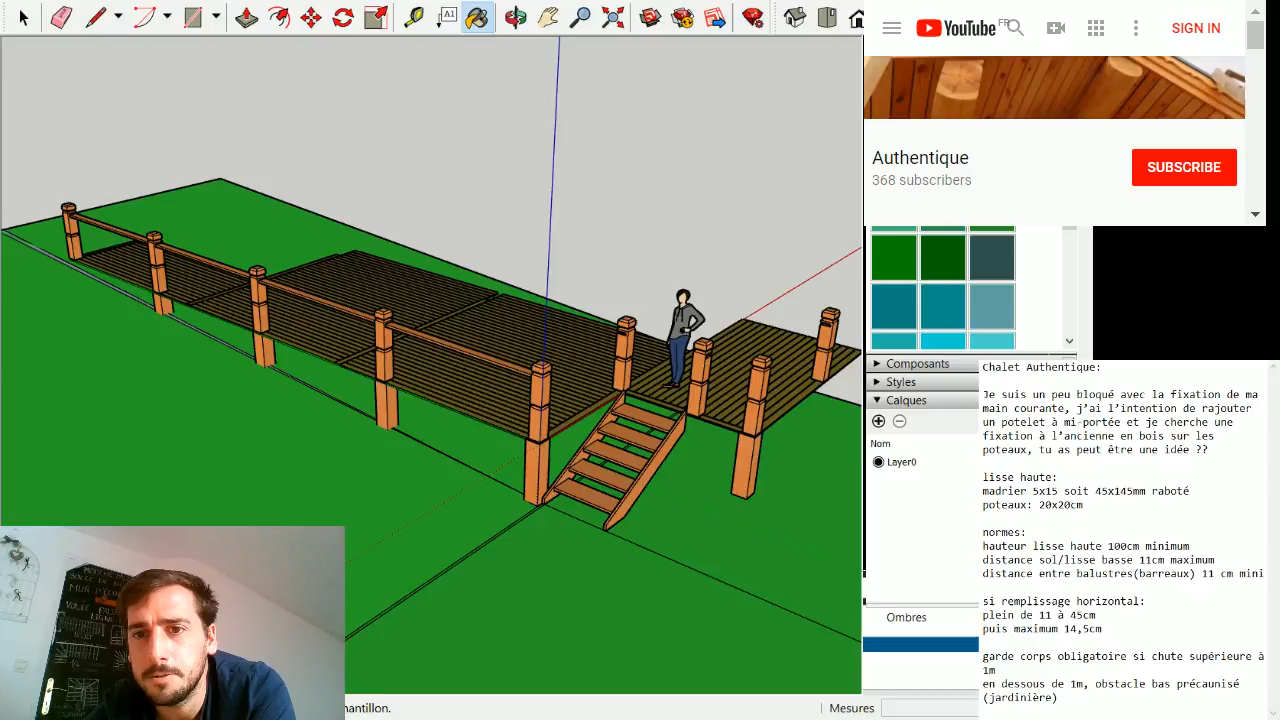 A1
YouTube FR
SIGN IN
Authentique
368 subscribers
SUBSCRIBE
Composants
Styles
Calques
Nom
Layer0
Ombres
hantillon.
Mesures
Chalet Authentique:
Je suis un peu bloqué avec la fixation de ma
main courante, j’ai l’intention de rajouter
un potelet à mi-portée et je cherche une
fixation à l’ancienne en bois sur les
poteaux, tu as peut être une idée ??
lisse haute:
madrier 5x15 soit 45x145mm raboté
poteaux: 20x20cm
normes:
hauteur lisse haute 100cm minimum
distance sol/lisse basse 11cm maximum
distance entre balustres(barreaux) 11 cm mini
si remplissage horizontal:
plein de 11 à 45cm
puis maximum 14,5cm
garde corps obligatoire si chute supérieure à
1m
en dessous de 1m, obstacle bas précaunisé
(jardinière)